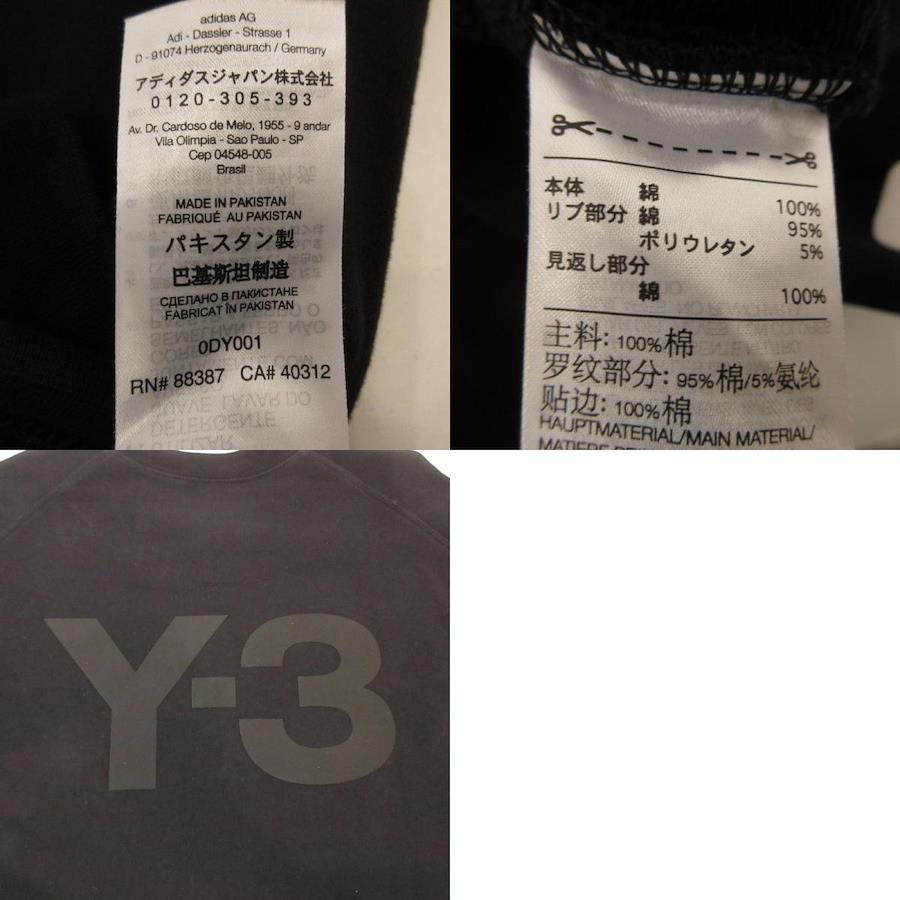 adidas AG
Adi - Dassler - Strasse 1
D - 91074 Herzogenaurach / Germany
アディダスジャパン株式会社
0120-305-393
Av. Dr. Cardoso de Melo, 1955 - 9 andar
Vila Olimpia - Sao Paulo - SP
Cep 04548-005
Brasil
MADE IN PAKISTAN
FABRIQUÉ AU PAKISTAN
パキスタン製
巴基斯坦制造
СДЕЛАНО В ПАКИСТАНЕ
FABRICAT ÎN PAKISTAN
0DY001
RN# 88387 CA# 40312
本体 綿 100%
リブ部分 綿 95%
ポリウレタン 5%
見返し部分
綿 100%
主料: 100%棉
罗纹部分: 95%棉/5%氨纶
贴边: 100%棉
HAUPTMATERIAL/MAIN MATERIAL/
Y-3